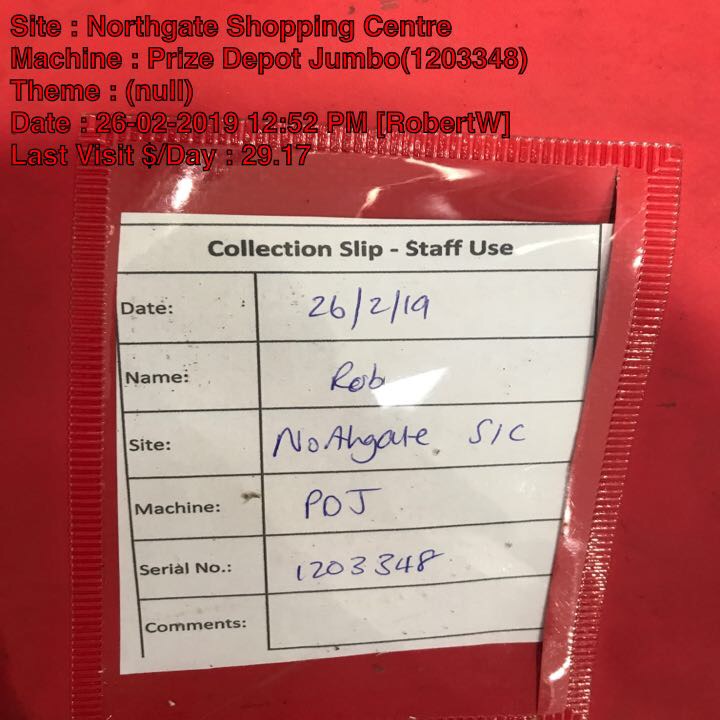 Site : Northgate Shopping Centre
Machine : Prize Depot Jumbo(1203348)
Theme : (null)
Date : 26-02-2019 12:52 PM [RobertW]
Last Visit $/Day : 29.17
Collection Slip - Staff Use
Date: 26/2/19
Name: Rob
Site: Northgate S/C
Machine: PDJ
Serial No.: 1203348
Comments: